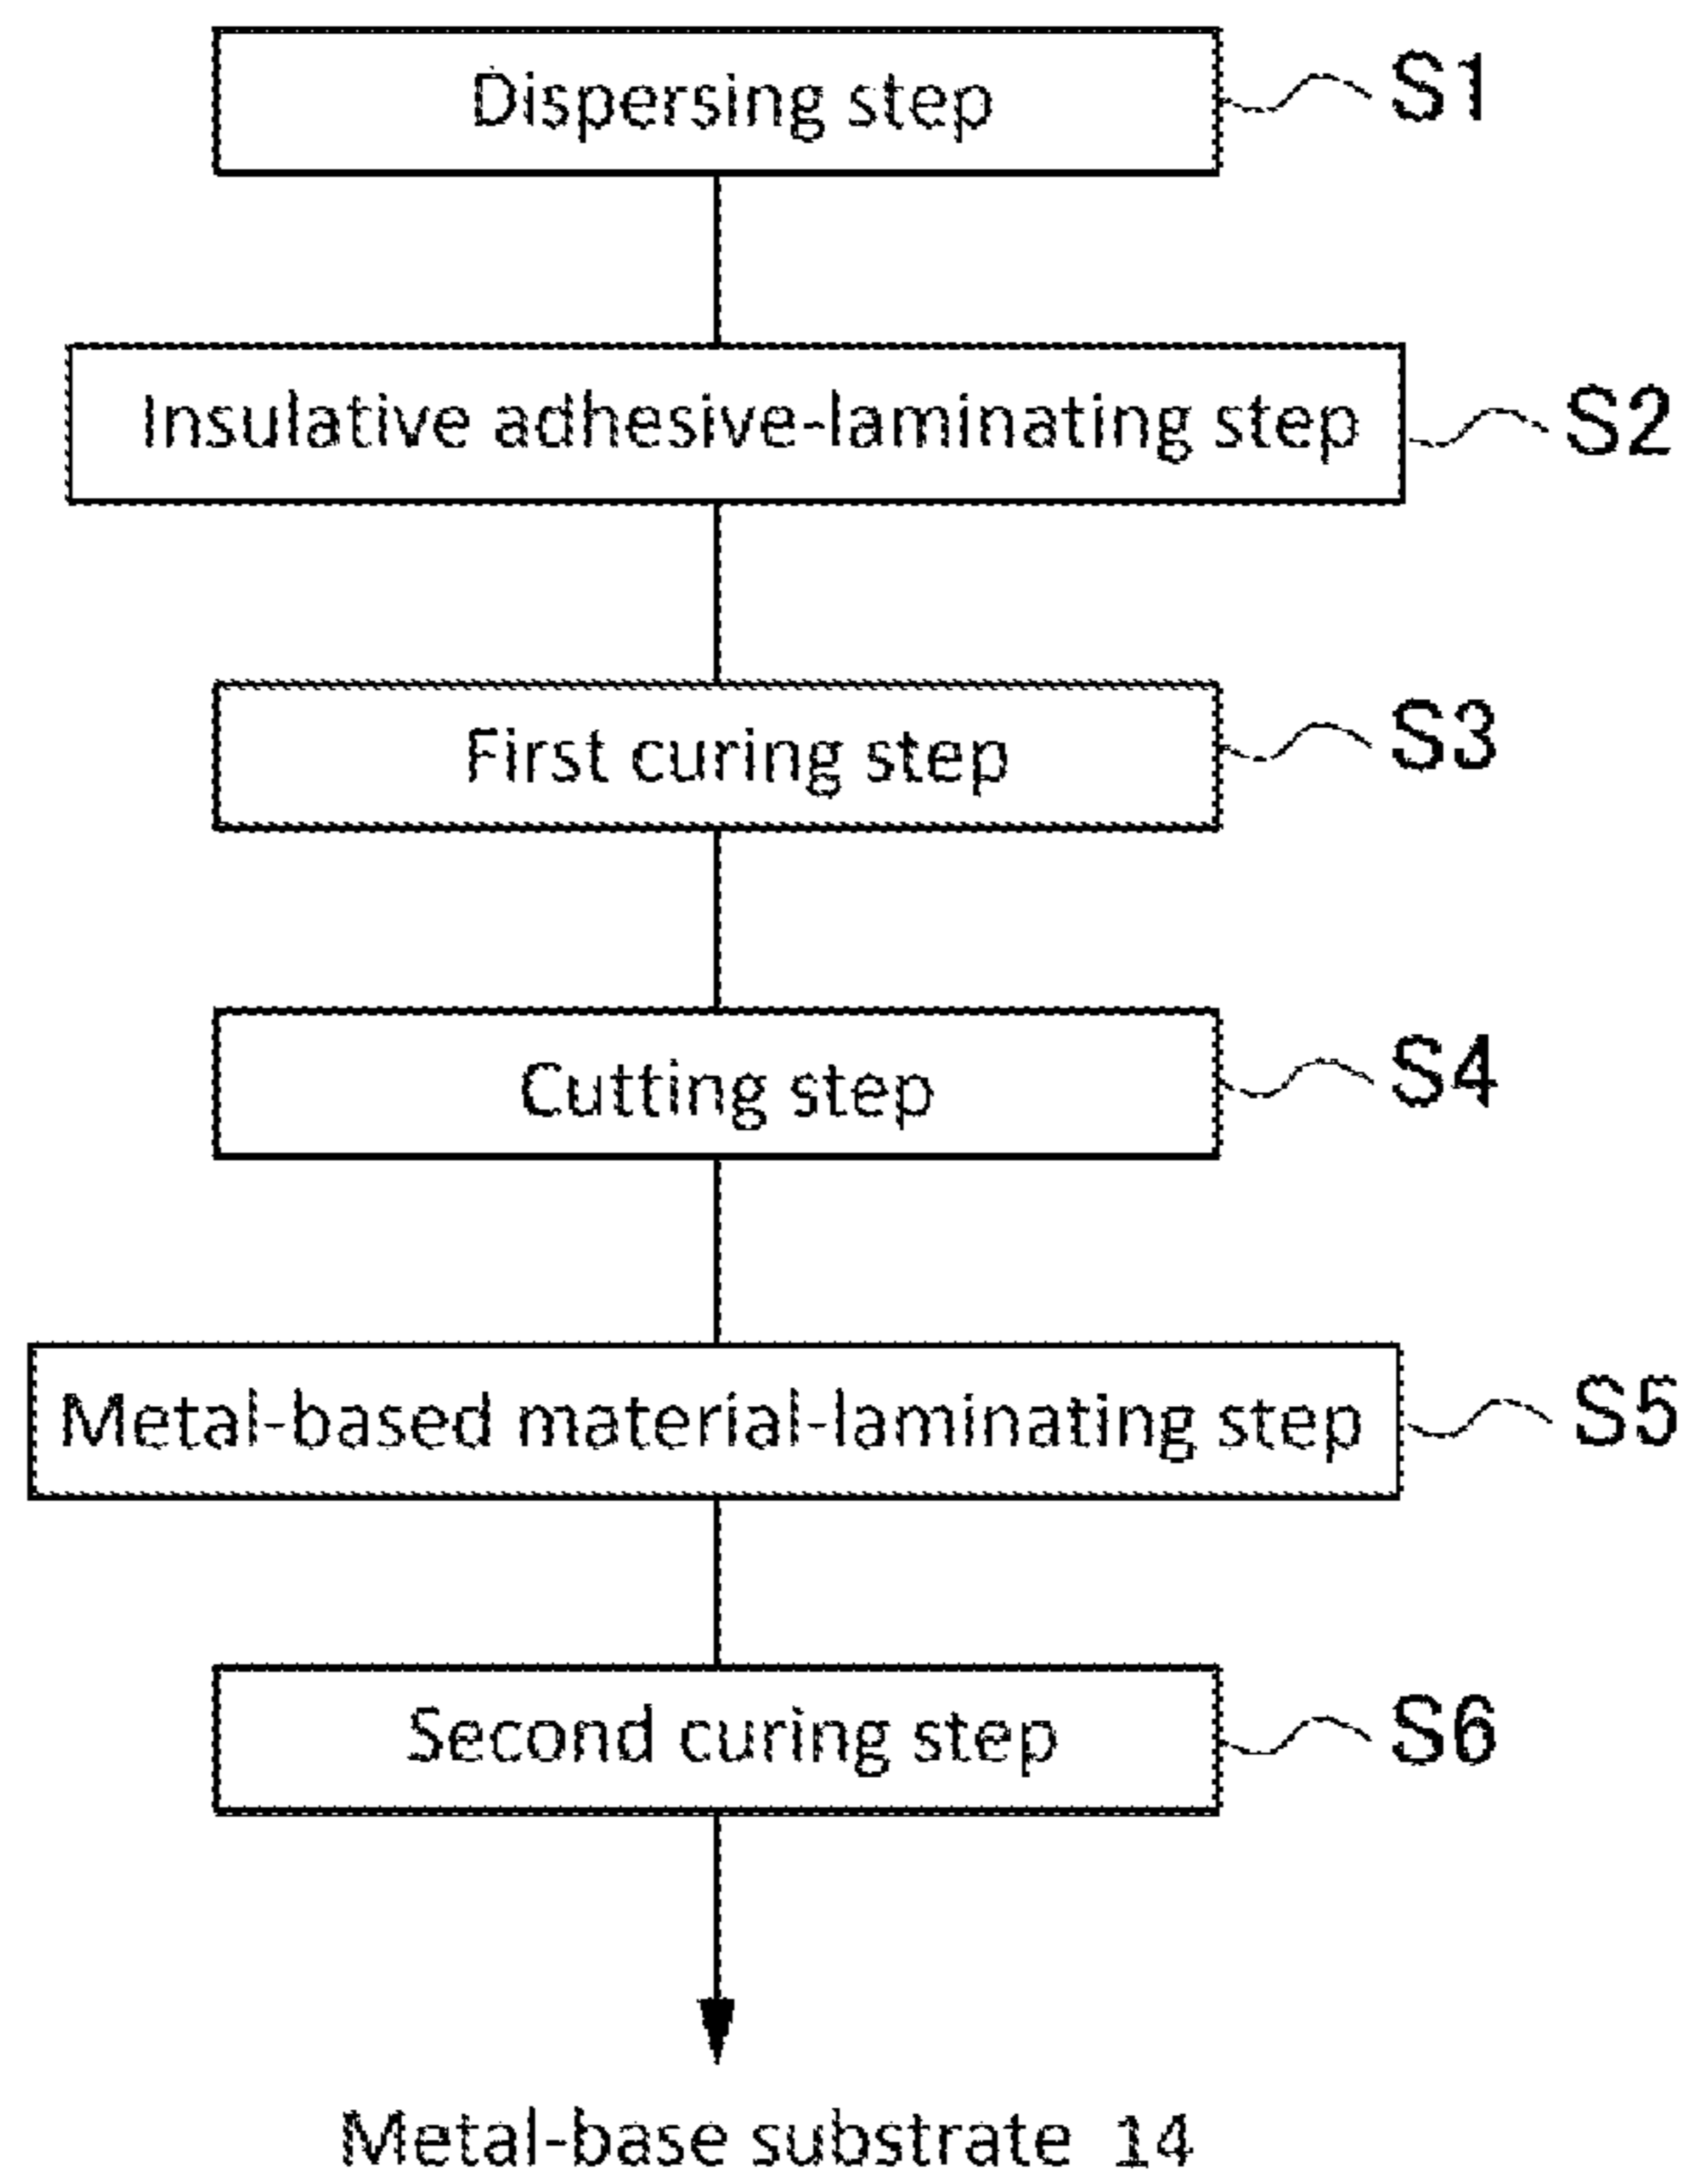 Dispersing step S1
Insulative adhesive-laminating step S2
First curing step S3
Cutting step S4
Metal-based material-laminating step S5
Second curing step S6
Metal-base substrate 14